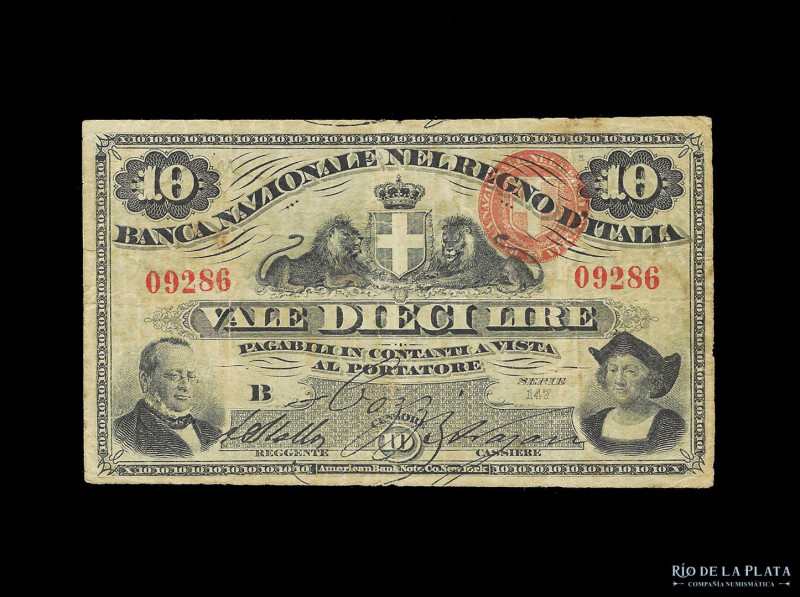 10 10
BANCA NAZIONALE NEL REGNO D'ITALIA
09286 09286
VALE DIECI LIRE
PAGABILI IN CONTANTI A VISTA
AL PORTATORE
B
SERIE
147
CENSORE
REGGENTE CASSIERE
American Bank Note Co. New York
RÍO DE LA PLATA
COMPAÑÍA NUMISMÁTICA